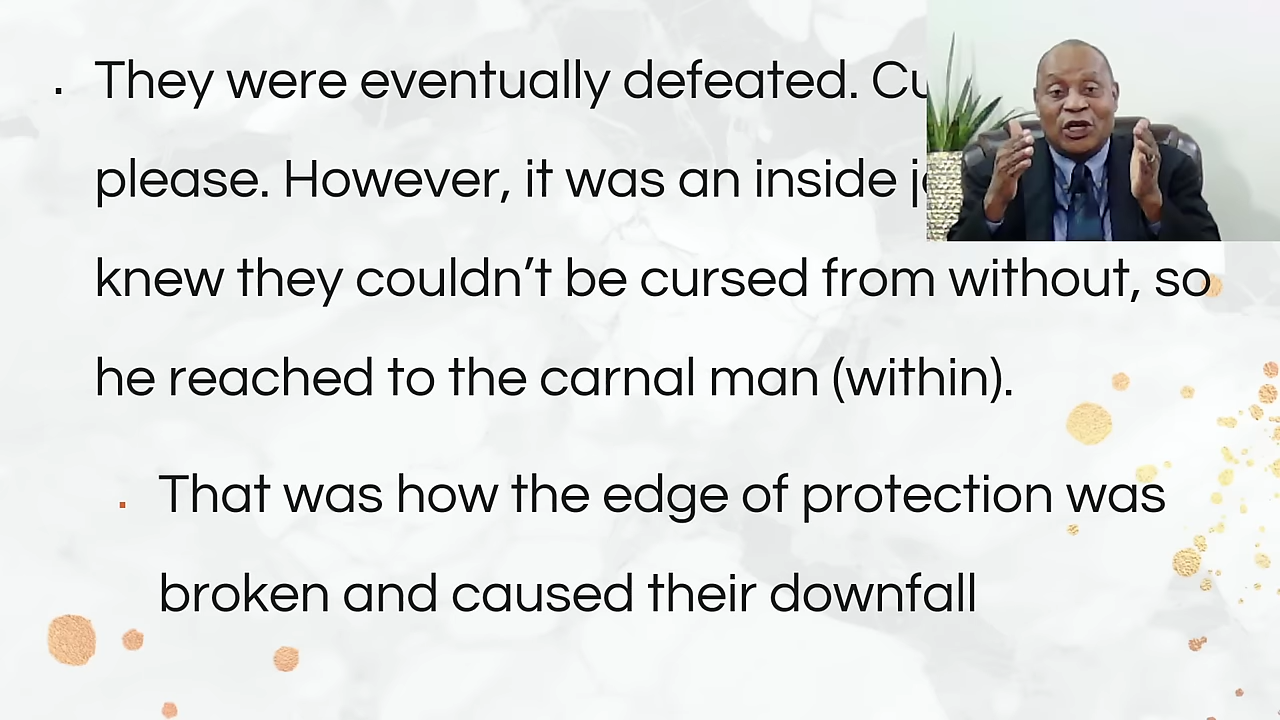 They were eventually defeated.
please. However, it was an inside
knew they couldn’t be cursed from without, so
he reached to the carnal man (within).
That was how the edge of protection was
broken and caused their downfall